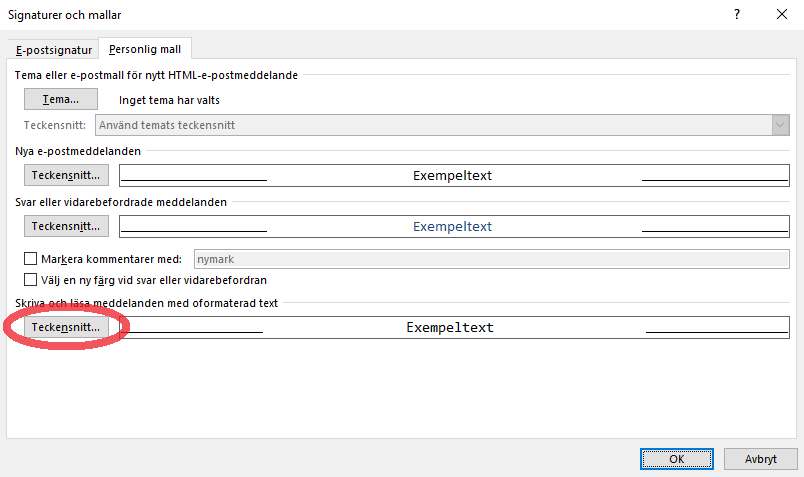 Signaturer och mallar
E-postsignatur Personlig mall
Tema eller e-postmall för nytt HTML-e-postmeddelande
Tema... Inget tema har valts
Teckensnitt: Använd temats teckensnitt
Nya e-postmeddelanden
Teckensnitt... Exempeltext
Svar eller vidarebefordrade meddelanden
Teckensnitt... Exempeltext
Markera kommentarer med: nymark
Välj en ny färg vid svar eller vidarebefordran
Skriva och läsa meddelanden med oformaterad text
Teckensnitt... Exempeltext
OK Avbryt